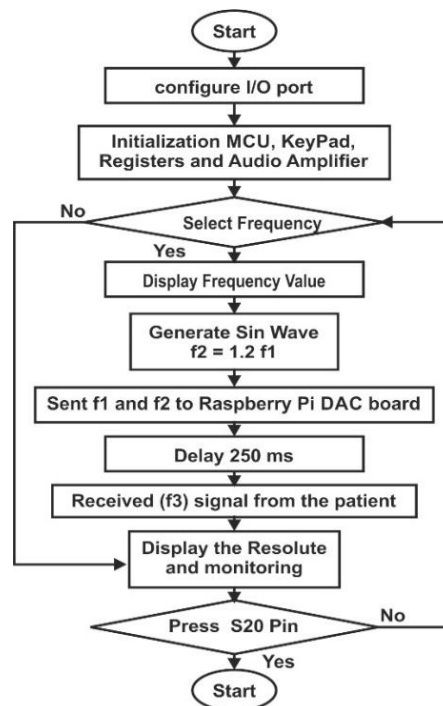 Start
configure I/O port
Initialization MCU, KeyPad,
Registers and Audio Amplifier
No
Select Frequency
Yes
Display Frequency Value
Generate Sin Wave
f2 = 1.2 f1
Sent f1 and f2 to Raspberry Pi DAC board
Delay 250 ms
Received (f3) signal from the patient
Display the Resolute
and monitoring
Press S20 Pin
No
Yes
Start